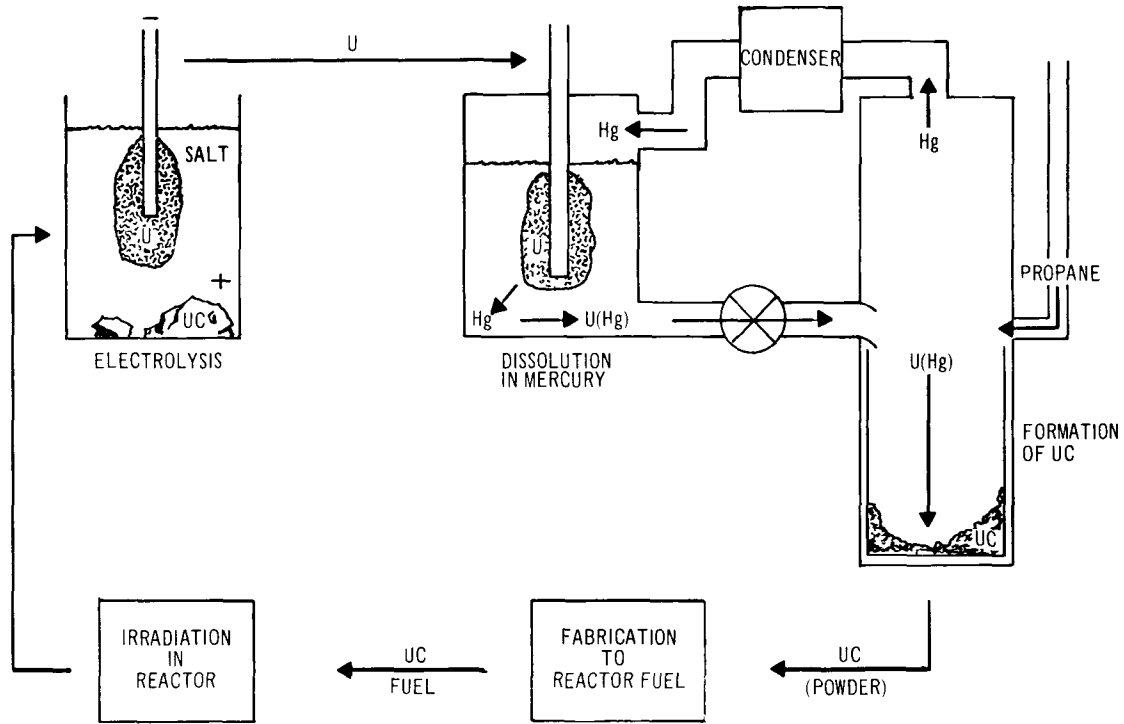 U
CONDENSER
Hg
Hg
SALT
U
+
UC
ELECTROLYSIS
U
Hg
U(Hg)
DISSOLUTION
IN MERCURY
PROPANE
U(Hg)
FORMATION
OF UC
UC
IRRADIATION
IN
REACTOR
UC
FUEL
FABRICATION
TO
REACTOR FUEL
UC
(POWDER)